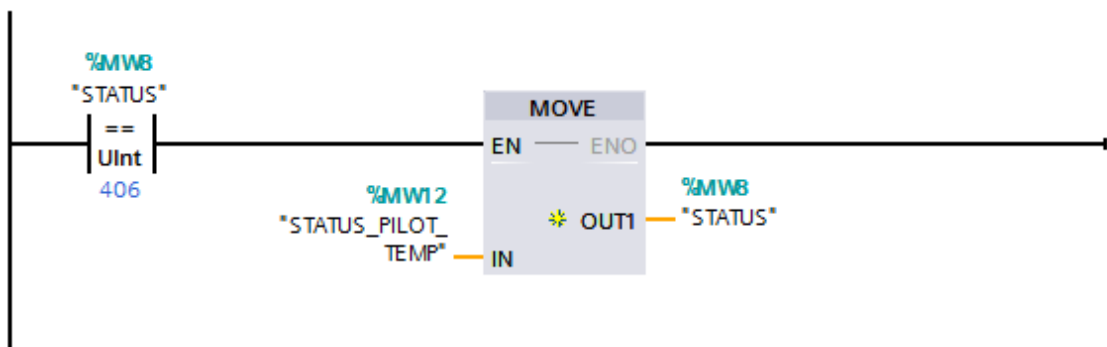 %MW8
"STATUS"
==
UInt
406
MOVE
EN
ENO
%MW12
"STATUS_PILOT_
TEMP"
IN
OUT1
%MW8
"STATUS"